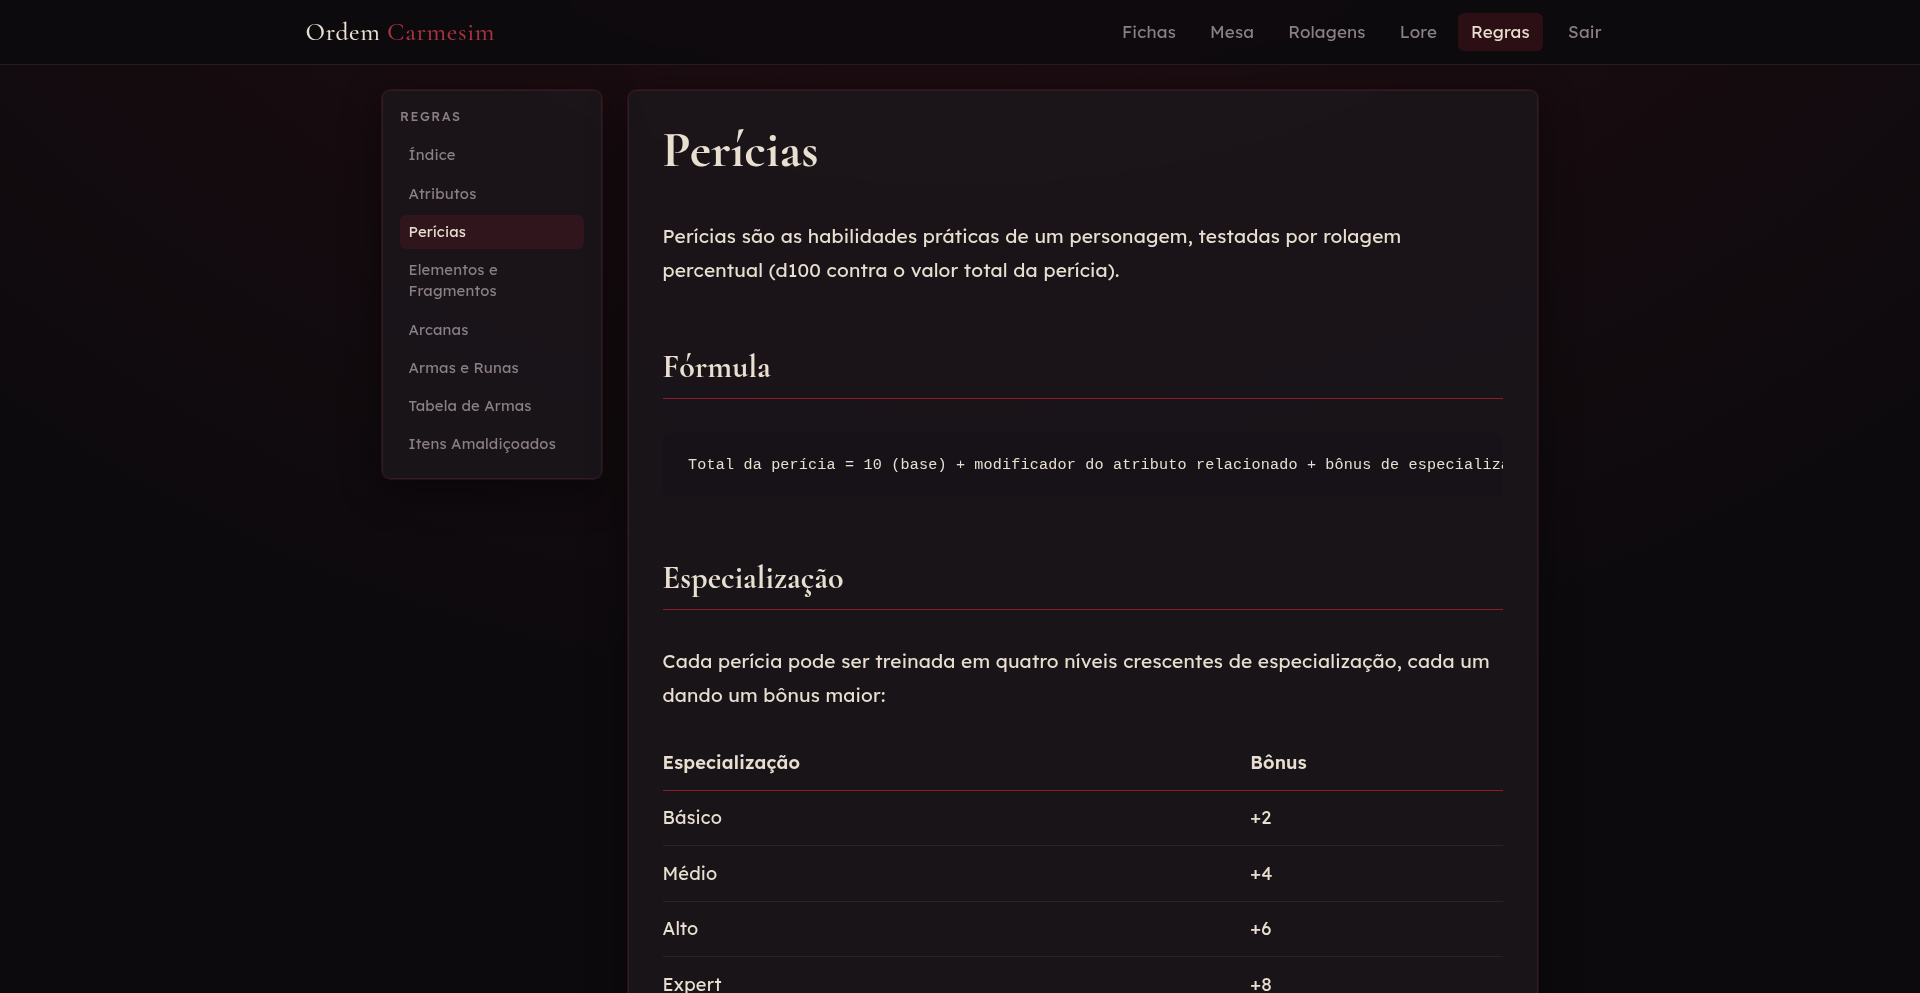 Ordem Carmesim
Fichas Mesa Rolagens Lore Regras Sair
REGRAS
Índice
Atributos
Perícias
Elementos e
Fragmentos
Arcanas
Armas e Runas
Tabela de Armas
Itens Amaldiçoados
Perícias
Perícias são as habilidades práticas de um personagem, testadas por rolagem
percentual (d100 contra o valor total da perícia).
Fórmula
Total da perícia = 10 (base) + modificador do atributo relacionado + bônus de
Especialização
Cada perícia pode ser treinada em quatro níveis crescentes de especialização, cada um
dando um bônus maior:
Especialização Bônus
Básico +2
Médio +4
Alto +6
Expert +8